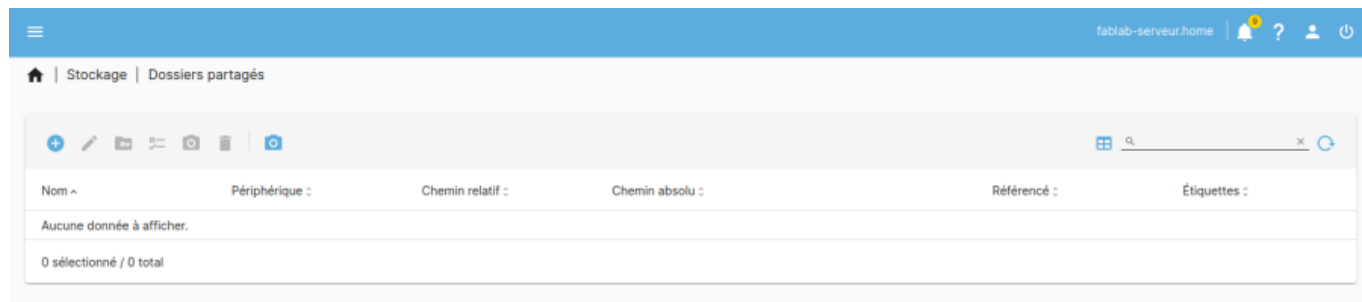 fablab-serveur.home
Stockage | Dossiers partagés
Nom Périphérique Chemin relatif Chemin absolu Référencé Étiquettes
Aucune donnée à afficher.
0 sélectionné / 0 total